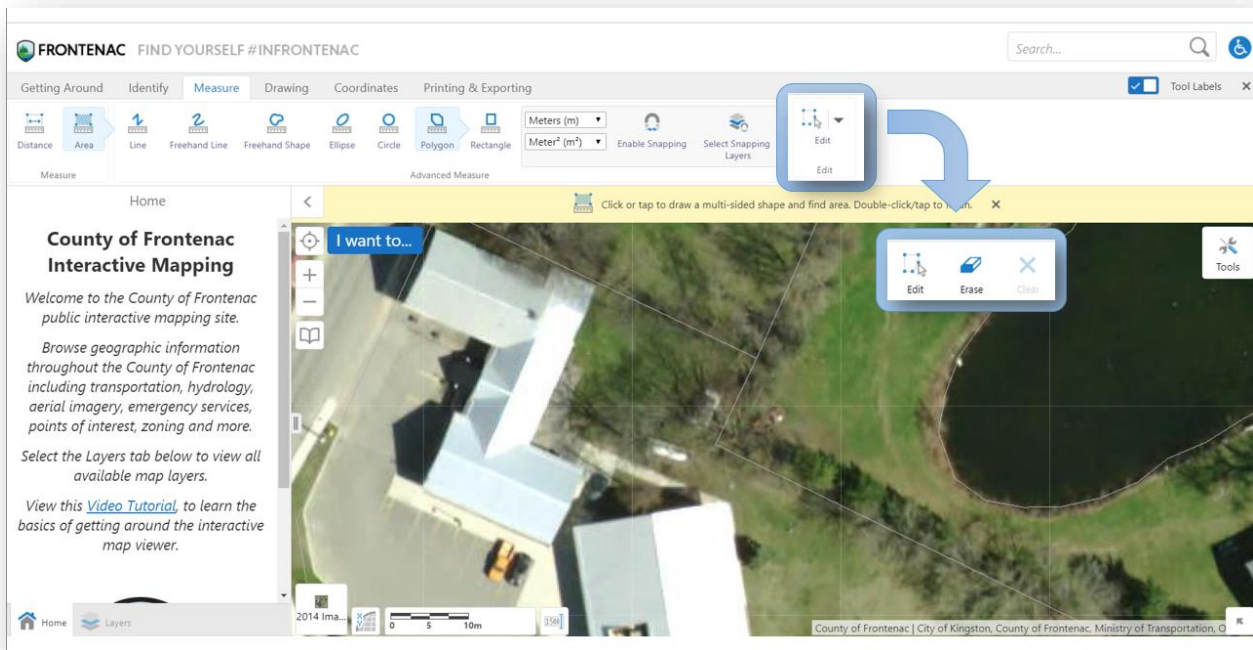 FRONTENAC FIND YOURSELF #INFRONTENAC
Search...
Getting Around Identify Measure Drawing Coordinates Printing & Exporting
Tool Labels
Meters (m)
Meter² (m²)
Distance Area Line Freehand Line Freehand Shape Ellipse Circle Polygon Rectangle Enable Snapping Select Snapping
Layers
Edit
Measure Advanced Measure Edit
Home
Click or tap to draw a multi-sided shape and find area. Double-click/tap to
I want to...
Tools
Edit Erase Clear
County of Frontenac
Interactive Mapping
Welcome to the County of Frontenac
public interactive mapping site.
Browse geographic information
throughout the County of Frontenac
including transportation, hydrology,
aerial imagery, emergency services,
points of interest, zoning and more.
Select the Layers tab below to view all
available map layers.
View this Video Tutorial, to learn the
basics of getting around the interactive
map viewer.
Home Layers
2014 Ima...
0 5 10m
County of Frontenac | City of Kingston, County of Frontenac, Ministry of Transportation, O